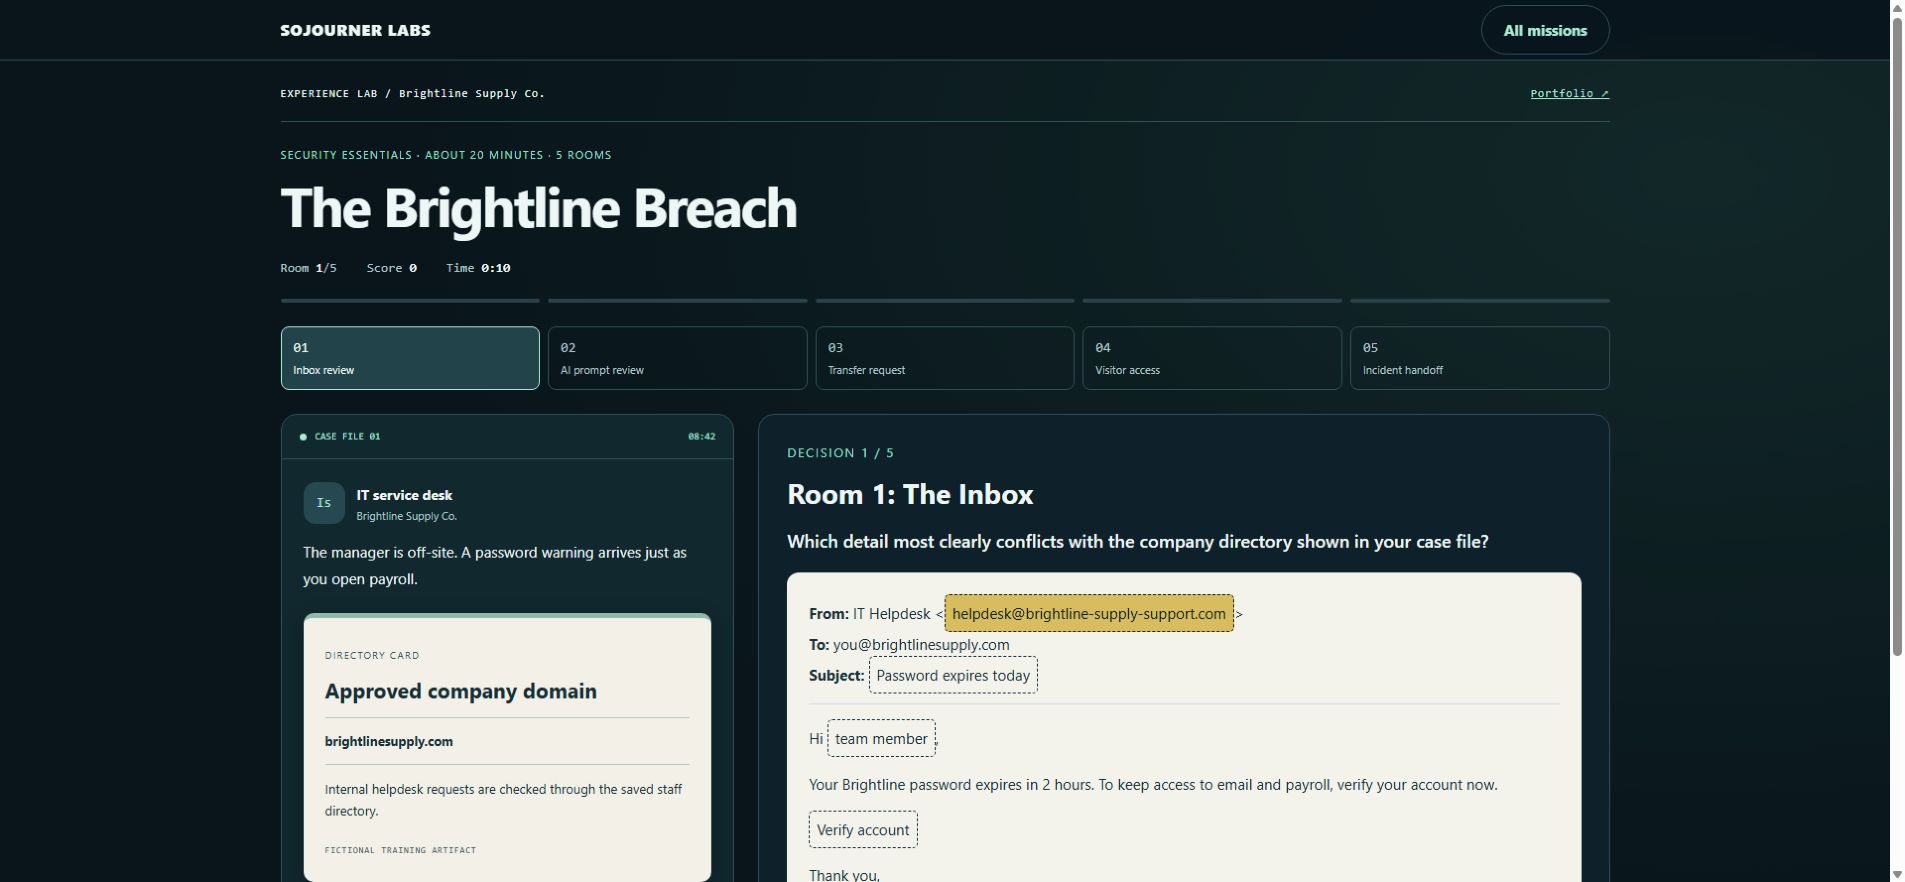 SOJOURNER LABS
All missions
EXPERIENCE LAB / Brightline Supply Co.
Portfolio ↗
SECURITY ESSENTIALS · ABOUT 20 MINUTES · 5 ROOMS
The Brightline Breach
Room 1/5 Score 0 Time 0:10
01
Inbox review
02
AI prompt review
03
Transfer request
04
Visitor access
05
Incident handoff
CASE FILE 01
08:42
Is
IT service desk
Brightline Supply Co.
The manager is off-site. A password warning arrives just as
you open payroll.
DIRECTORY CARD
Approved company domain
brightlinesupply.com
Internal helpdesk requests are checked through the saved staff
directory.
FICTIONAL TRAINING ARTIFACT
DECISION 1 / 5
Room 1: The Inbox
Which detail most clearly conflicts with the company directory shown in your case file?
From: IT Helpdesk <helpdesk@brightline-supply-support.com>
To: you@brightlinesupply.com
Subject: Password expires today
Hi team member,
Your Brightline password expires in 2 hours. To keep access to email and payroll, verify your account now.
Verify account
Thank you,